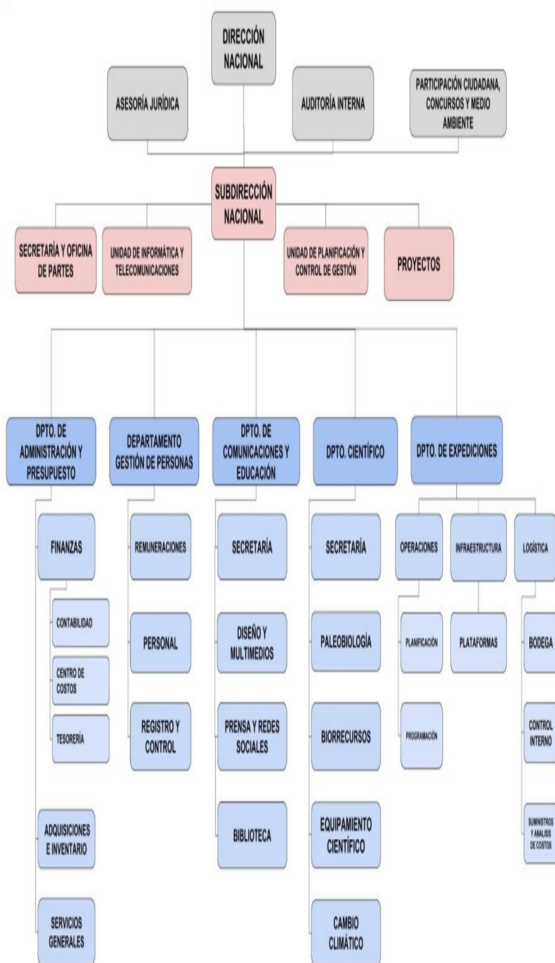 DIRECCIÓN
NACIONAL
ASESORÍA JURÍDICA
AUDITORÍA INTERNA
PARTICIPACIÓN CIUDADANA,
CONCURSOS Y MEDIO
AMBIENTE
SUBDIRECCIÓN
NACIONAL
SECRETARÍA Y OFICINA
DE PARTES
UNIDAD DE INFORMÁTICA Y
TELECOMUNICACIONES
UNIDAD DE PLANIFICACIÓN Y
CONTROL DE GESTIÓN
PROYECTOS
DPTO. DE
ADMINISTRACIÓN Y
PRESUPUESTO
FINANZAS
CONTABILIDAD
CENTRO DE
COSTOS
TESORERÍA
ADQUISICIONES
E INVENTARIO
SERVICIOS
GENERALES
DEPARTAMENTO
GESTIÓN DE PERSONAS
REMUNERACIONES
PERSONAL
REGISTRO Y
CONTROL
DPTO. DE
COMUNICACIONES Y
EDUCACIÓN
SECRETARÍA
DISEÑO Y
MULTIMEDIOS
PRENSA Y REDES
SOCIALES
BIBLIOTECA
DPTO. CIENTÍFICO
SECRETARÍA
PALEOBIOLOGÍA
BIORRECURSOS
EQUIPAMIENTO
CIENTÍFICO
CAMBIO
CLIMÁTICO
DPTO. DE EXPEDICIONES
OPERACIONES
PLANIFICACIÓN
PROGRAMACIÓN
INFRAESTRUCTURA
PLATAFORMAS
LOGÍSTICA
BODEGA
CONTROL
INTERNO
SUMINISTROS
Y ANALISIS
DE COSTOS